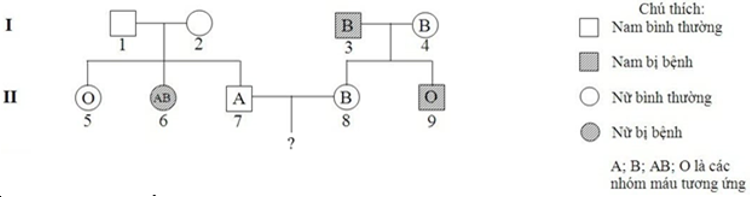 Chú thích:
I
B
B
Nam bình thường
1
2
3
4
Nam bị bệnh
II
O
AB
A
B
O
Nữ bình thường
5
6
7
8
9
?
Nữ bị bệnh
A; B; AB; O là các
nhóm máu tương ứng